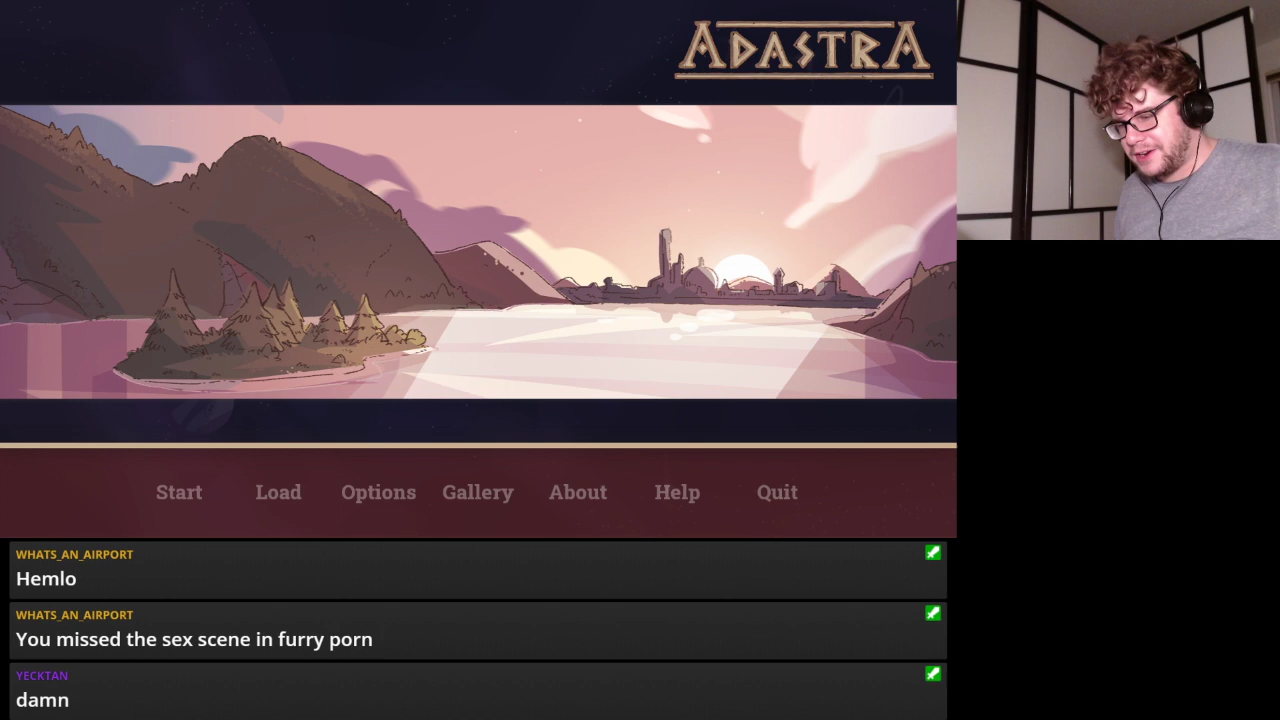 ADASTRA
Start Load Options Gallery About Help Quit
WHATS_AN_AIRPORT
Hemlo
WHATS_AN_AIRPORT
You missed the sex scene in furry porn
YECKTAN
damn